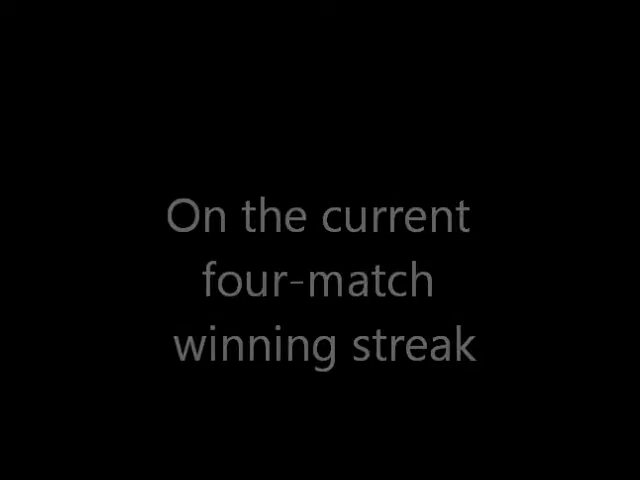 On the current
four-match
winning streak